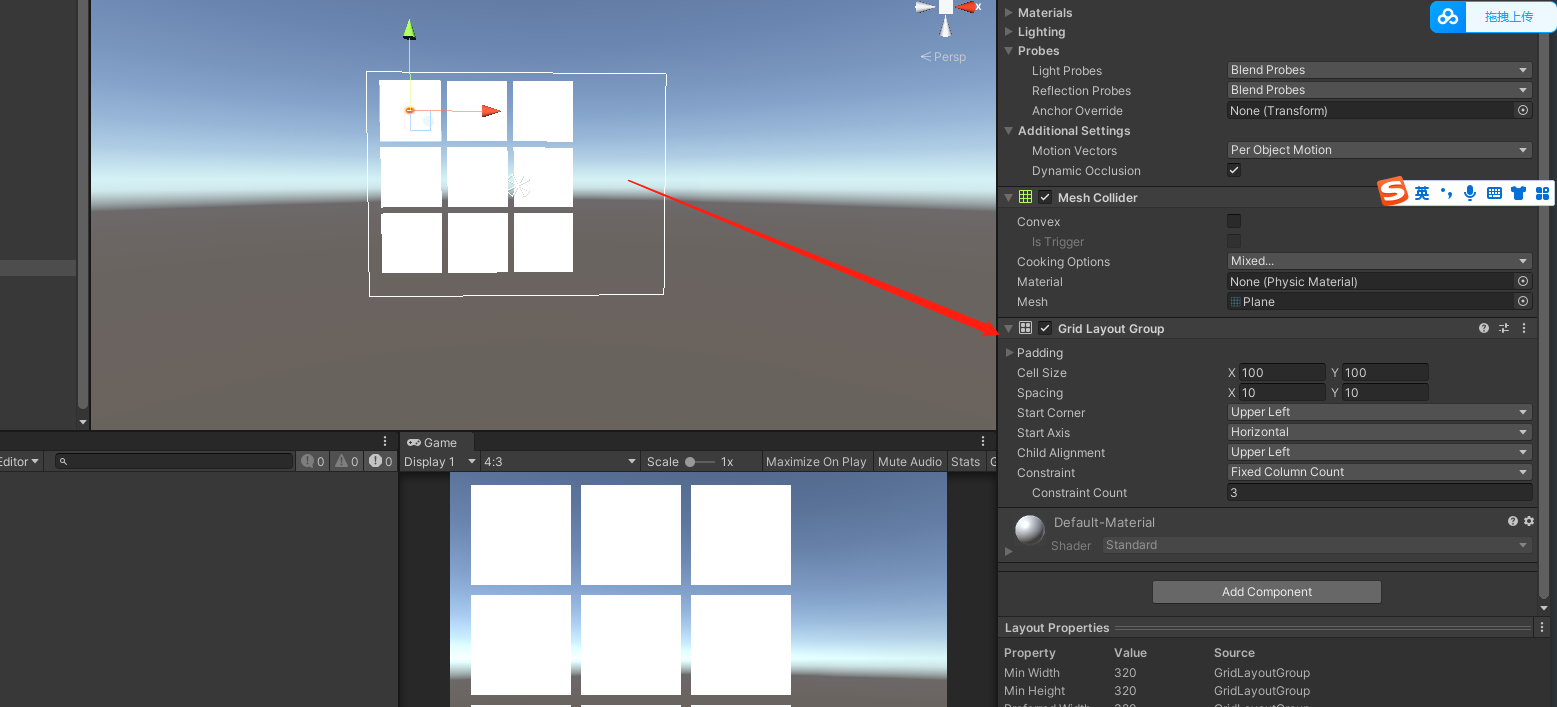 x
Persp
Materials
Lighting
Probes
Light Probes Blend Probes
Reflection Probes Blend Probes
Anchor Override None (Transform)
Additional Settings
Motion Vectors Per Object Motion
Dynamic Occlusion
拖拽上传
Mesh Collider
S 英
Convex
Is Trigger
Cooking Options Mixed...
Material None (Physic Material)
Mesh Plane
Grid Layout Group
Padding
Cell Size X 100 Y 100
Spacing X 10 Y 10
Start Corner Upper Left
Start Axis Horizontal
Child Alignment Upper Left
Constraint Fixed Column Count
Constraint Count 3
Default-Material
Shader Standard
Add Component
Layout Properties
Property Value Source
Min Width 320 GridLayoutGroup
Min Height 320 GridLayoutGroup
Preferred Width 320 GridLayoutGroup
Editor 0 0 0
Game
Display 1 4:3 Scale 1x Maximize On Play Mute Audio Stats G